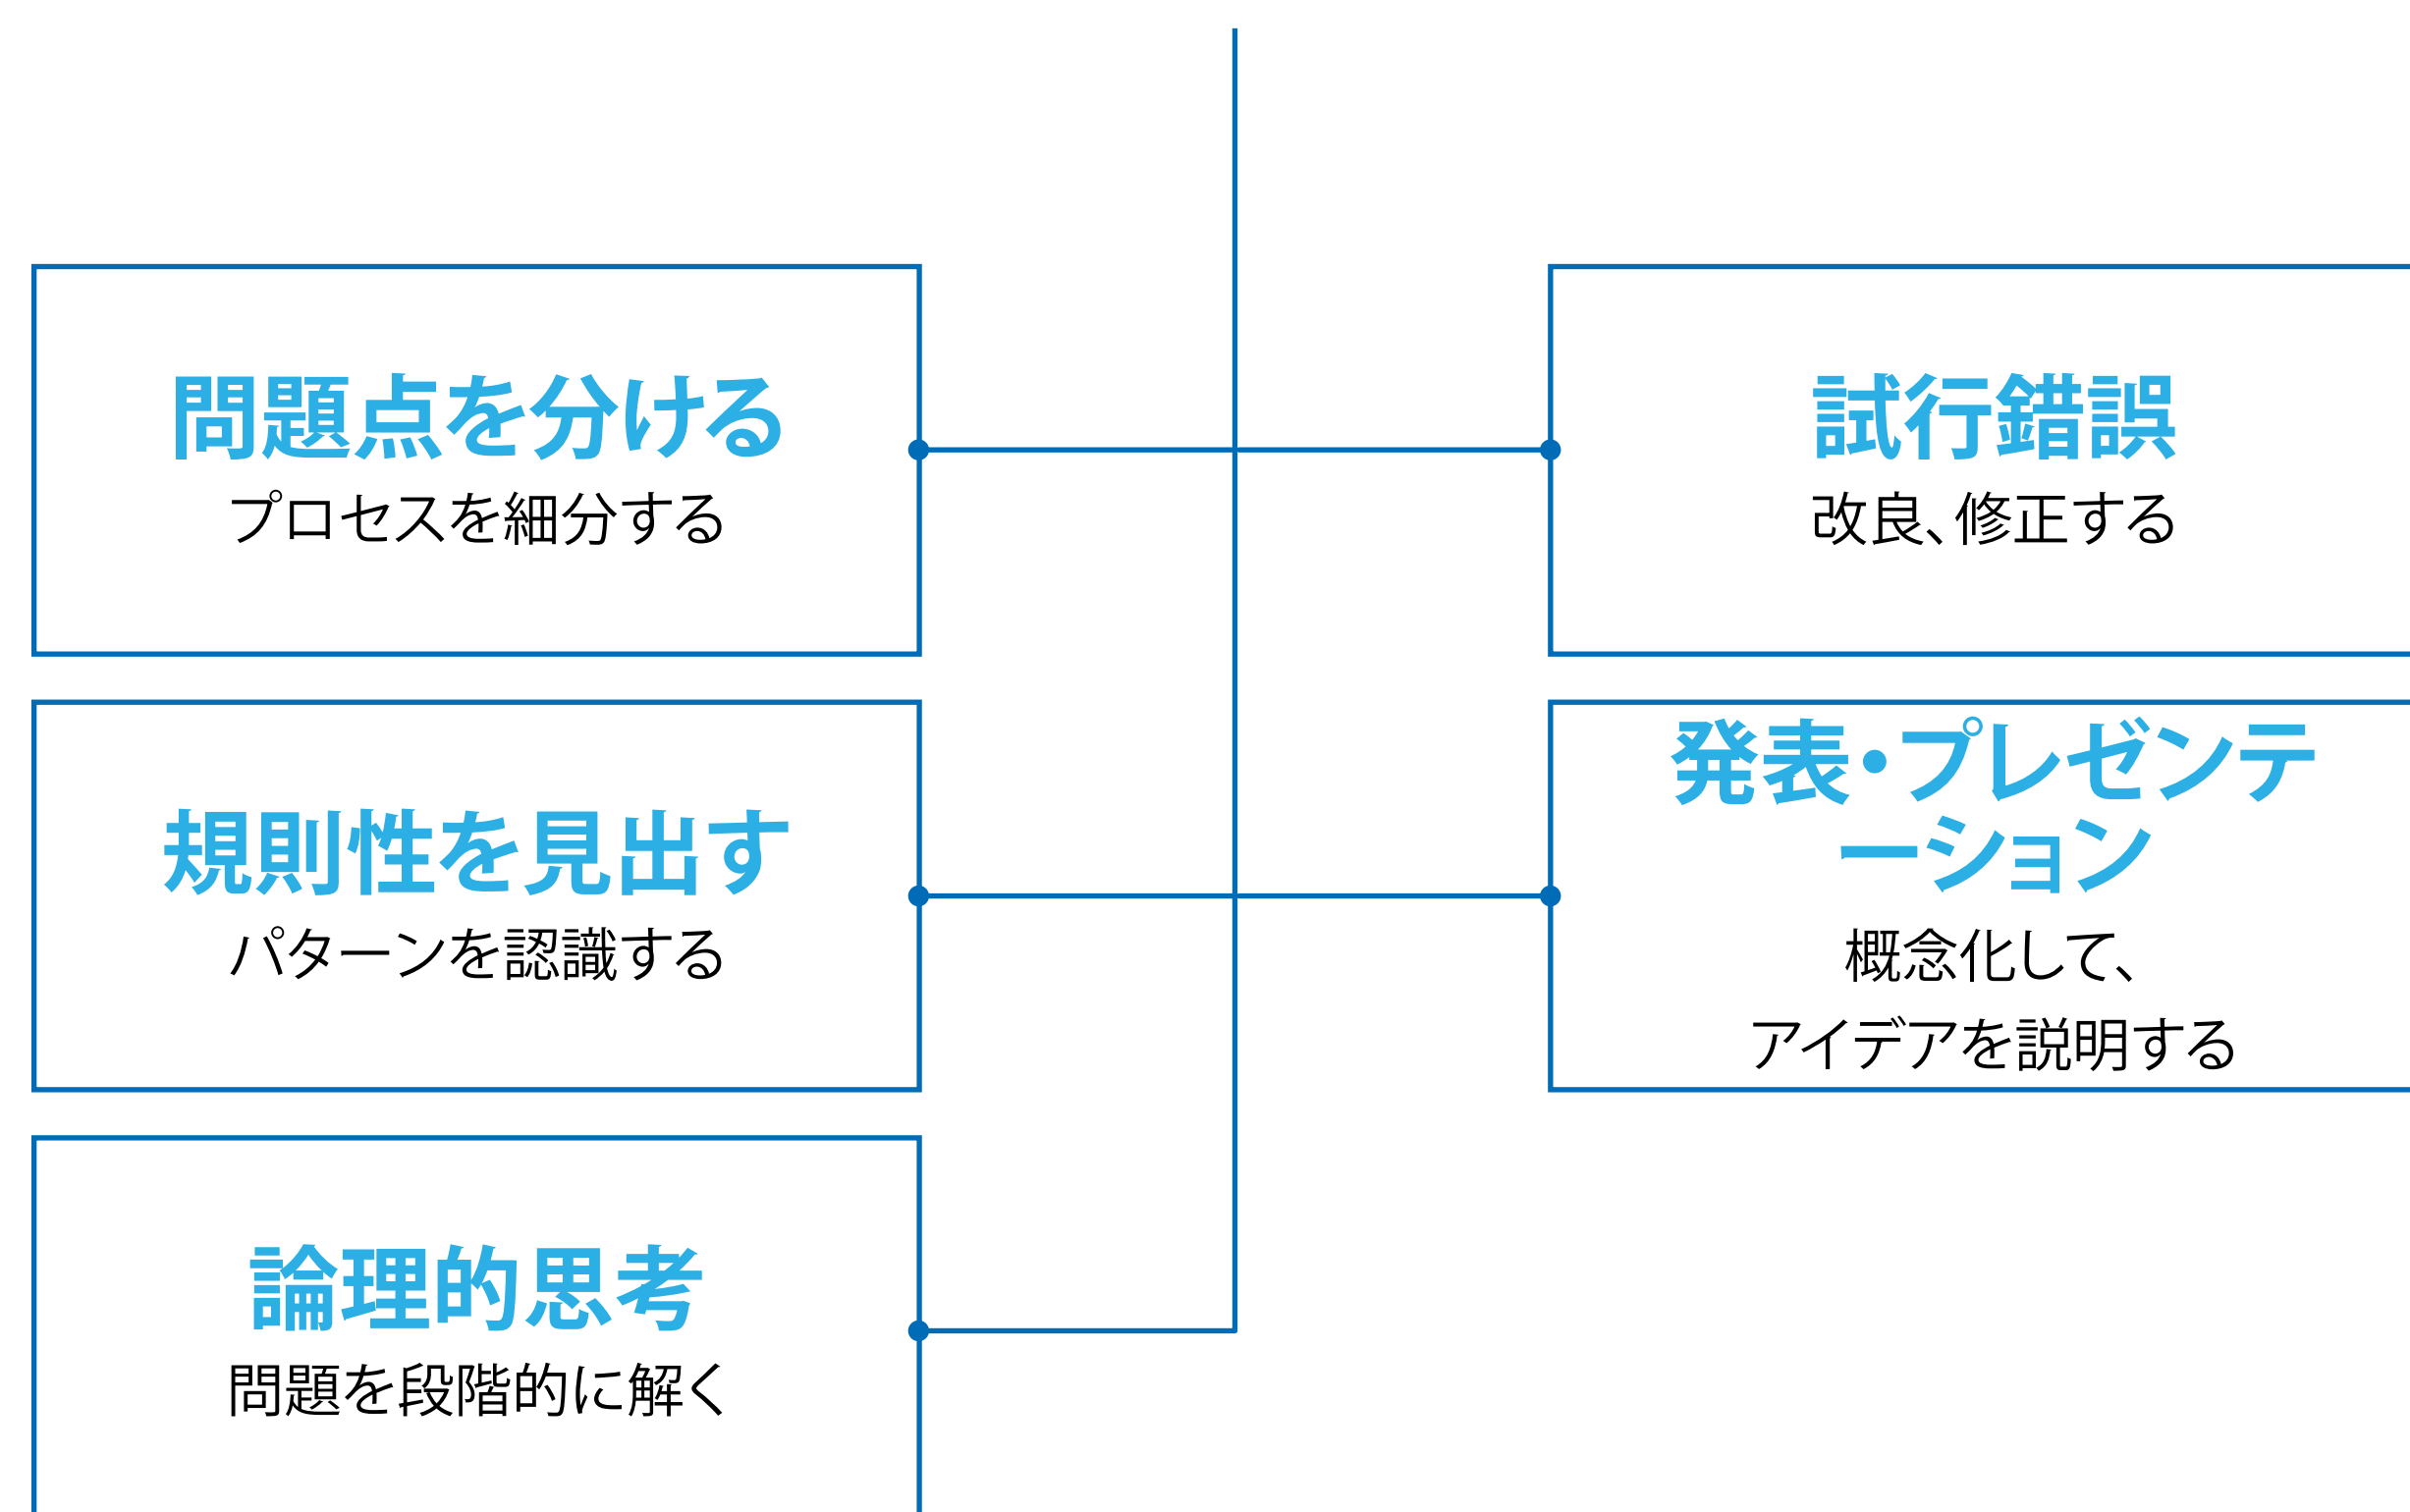 問題点を分ける
プロセスを細分する
規則性を見出す
パターンを認識する
論理的思考
問題を段階的に解く
試行錯誤する
改良し、修正する
発表・プレゼンテ
ーション
概念化して、
アイデアを説明する